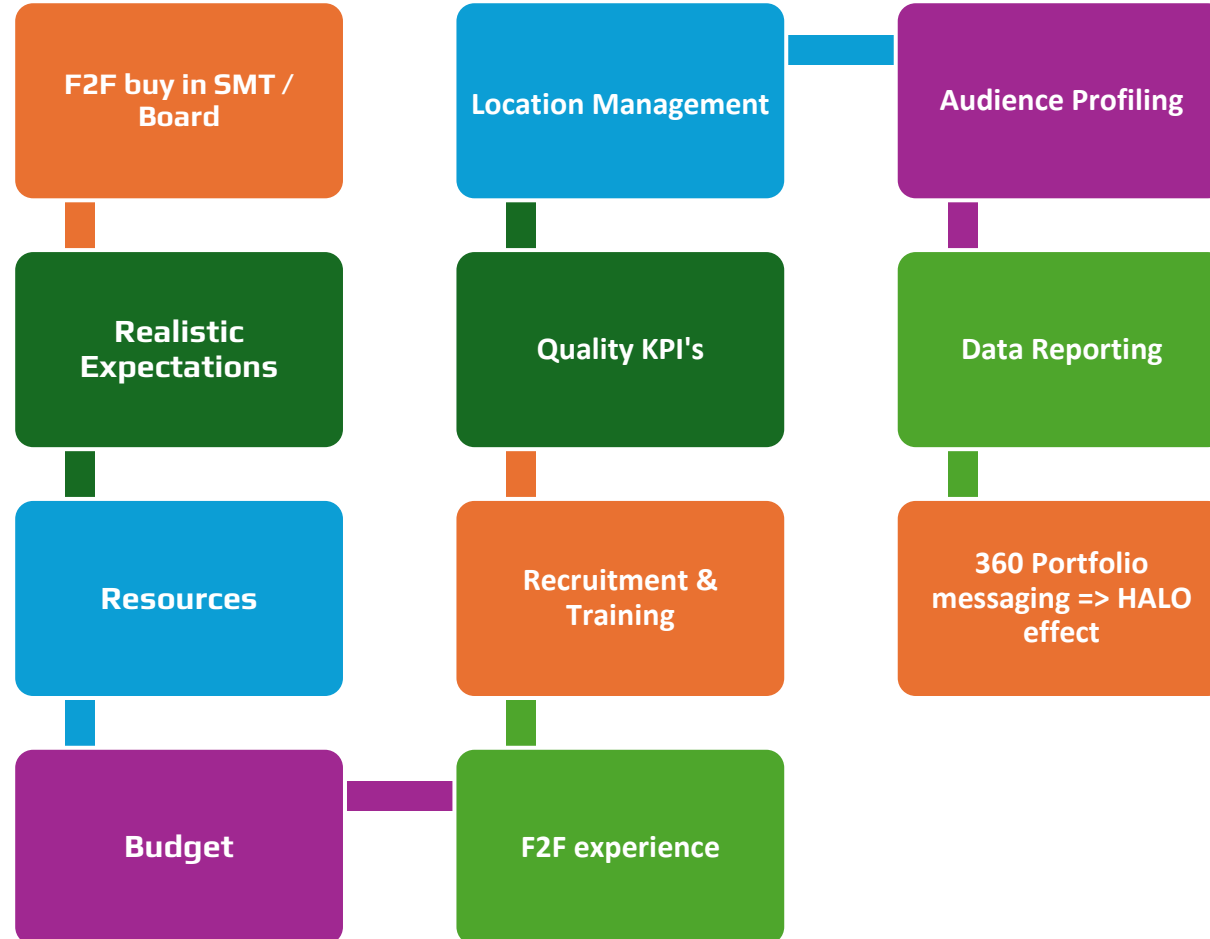 F2F buy in SMT /
Board
Realistic
Expectations
Resources
Budget
F2F experience
Recruitment &
Training
Quality KPI's
Location Management
Audience Profiling
Data Reporting
360 Portfolio
messaging => HALO
effect